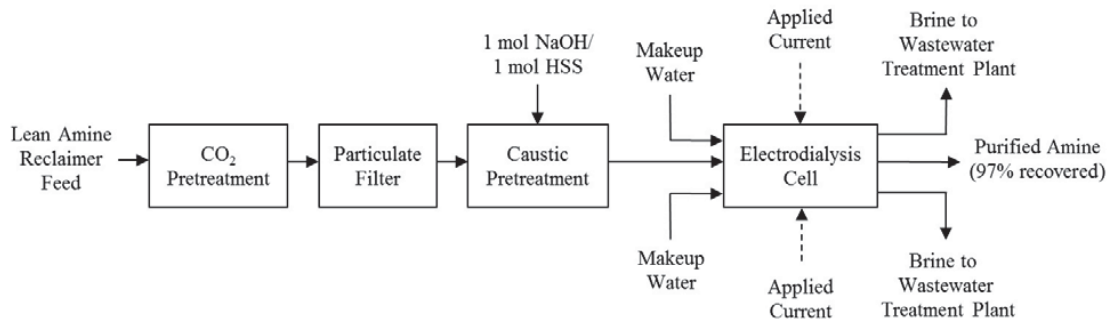 Lean Amine
Reclaimer
Feed
CO₂
Pretreatment
Particulate
Filter
1 mol NaOH/
1 mol HSS
Caustic
Pretreatment
Makeup
Water
Makeup
Water
Applied
Current
Electrodialysis
Cell
Applied
Current
Brine to
Wastewater
Treatment Plant
Purified Amine
(97% recovered)
Brine to
Wastewater
Treatment Plant